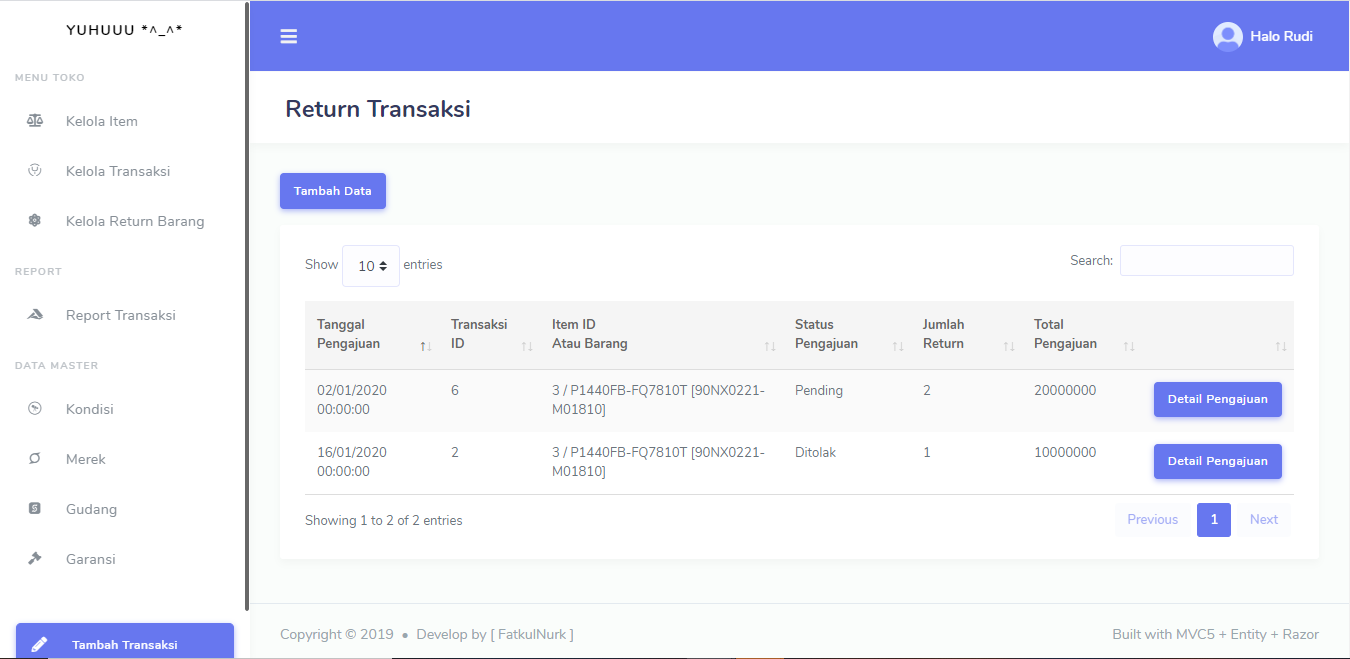 YUHUUU *^_^*
MENU TOKO
Kelola Item
Kelola Transaksi
Kelola Return Barang
REPORT
Report Transaksi
DATA MASTER
Kondisi
Merek
Gudang
Garansi
Tambah Transaksi
Halo Rudi
Return Transaksi
Tambah Data
Show 10 entries
Search:
Tanggal Pengajuan Transaksi ID Item ID Atau Barang Status Pengajuan Jumlah Return Total Pengajuan
02/01/2020 00:00:00 6 3 / P1440FB-FQ7810T [90NX0221-M01810] Pending 2 20000000 Detail Pengajuan
16/01/2020 00:00:00 2 3 / P1440FB-FQ7810T [90NX0221-M01810] Ditolak 1 10000000 Detail Pengajuan
Showing 1 to 2 of 2 entries
Previous 1 Next
Copyright © 2019 • Develop by [ FatkulNurk ]
Built with MVC5 + Entity + Razor